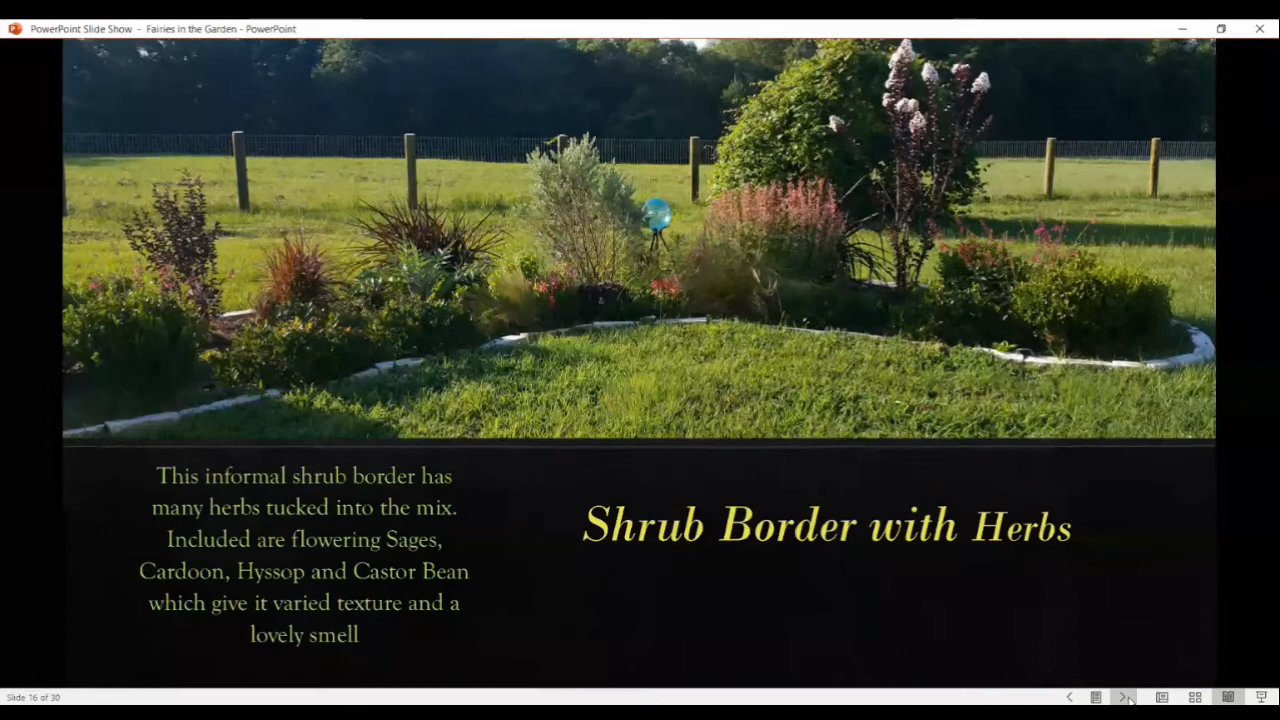 PowerPoint Slide Show - Fairies in the Garden - PowerPoint
This informal shrub border has
many herbs tucked into the mix.
Included are flowering Sages,
Cardoon, Hyssop and Castor Bean
which give it varied texture and a
lovely smell
Shrub Border with Herbs
Slide 16 of 30